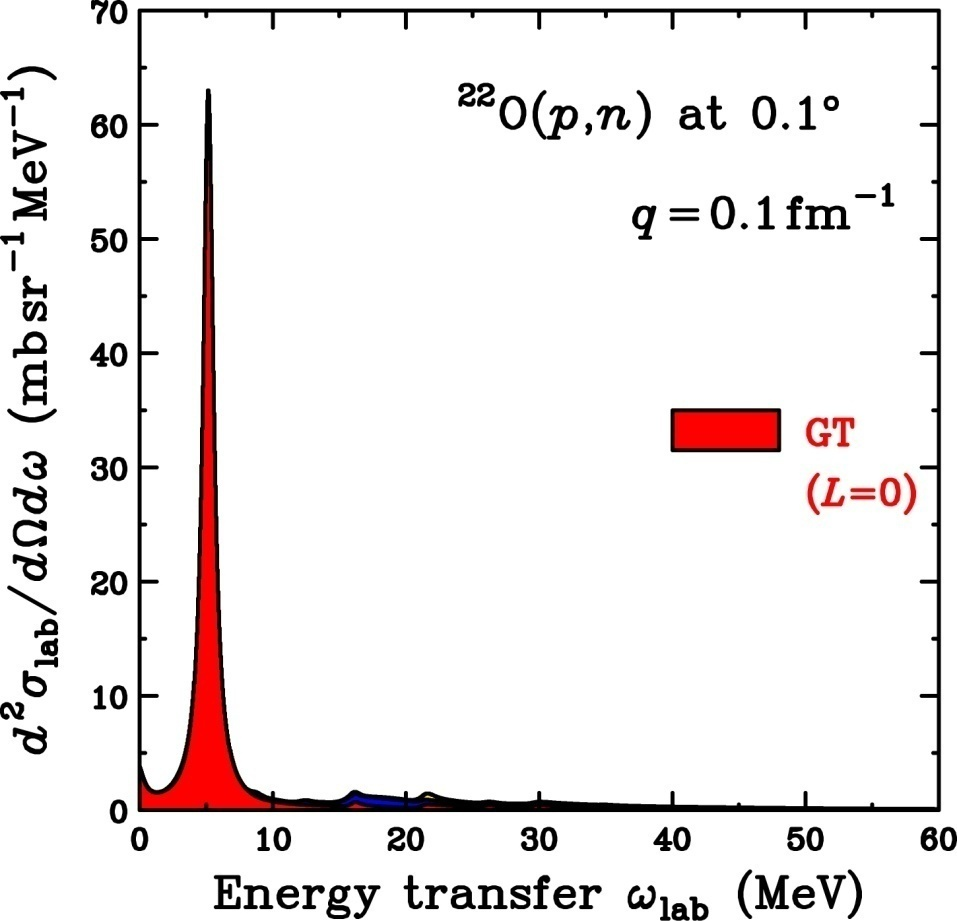 70
60
50
40
30
20
10
0
d²σ_lab/dΩdω (mb sr⁻¹ MeV⁻¹)
²²O(p,n) at 0.1°
q = 0.1 fm⁻¹
GT
(L=0)
0 10 20 30 40 50 60
Energy transfer ω_lab (MeV)